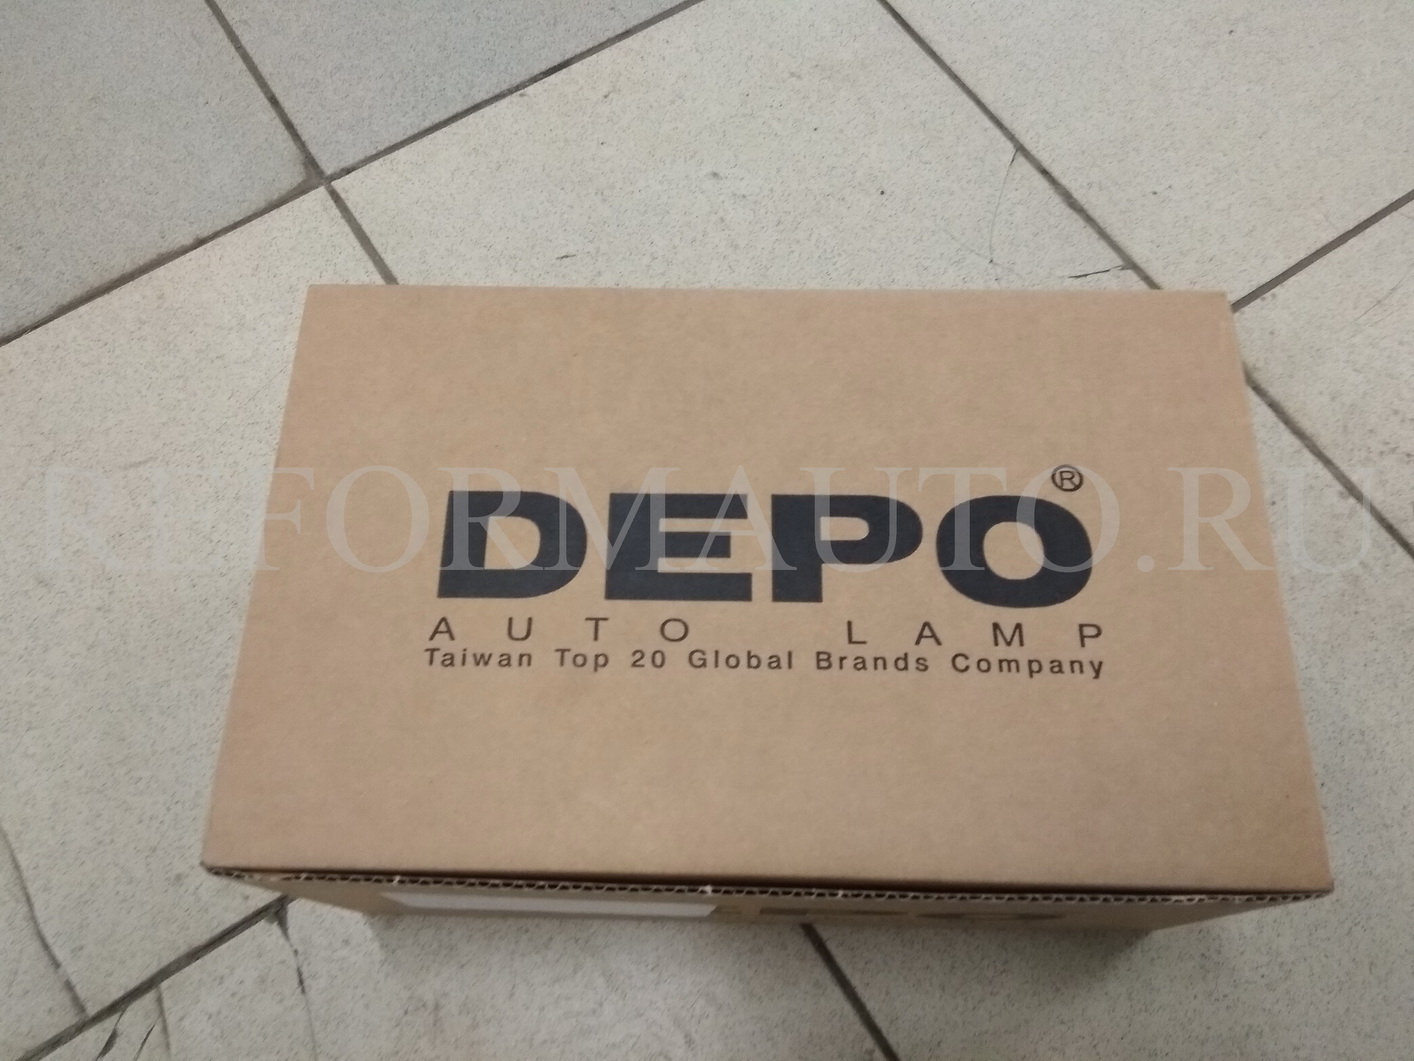 DEPO®
AUTO LAMP
Taiwan Top 20 Global Brands Company
REFORMAUTO.RU